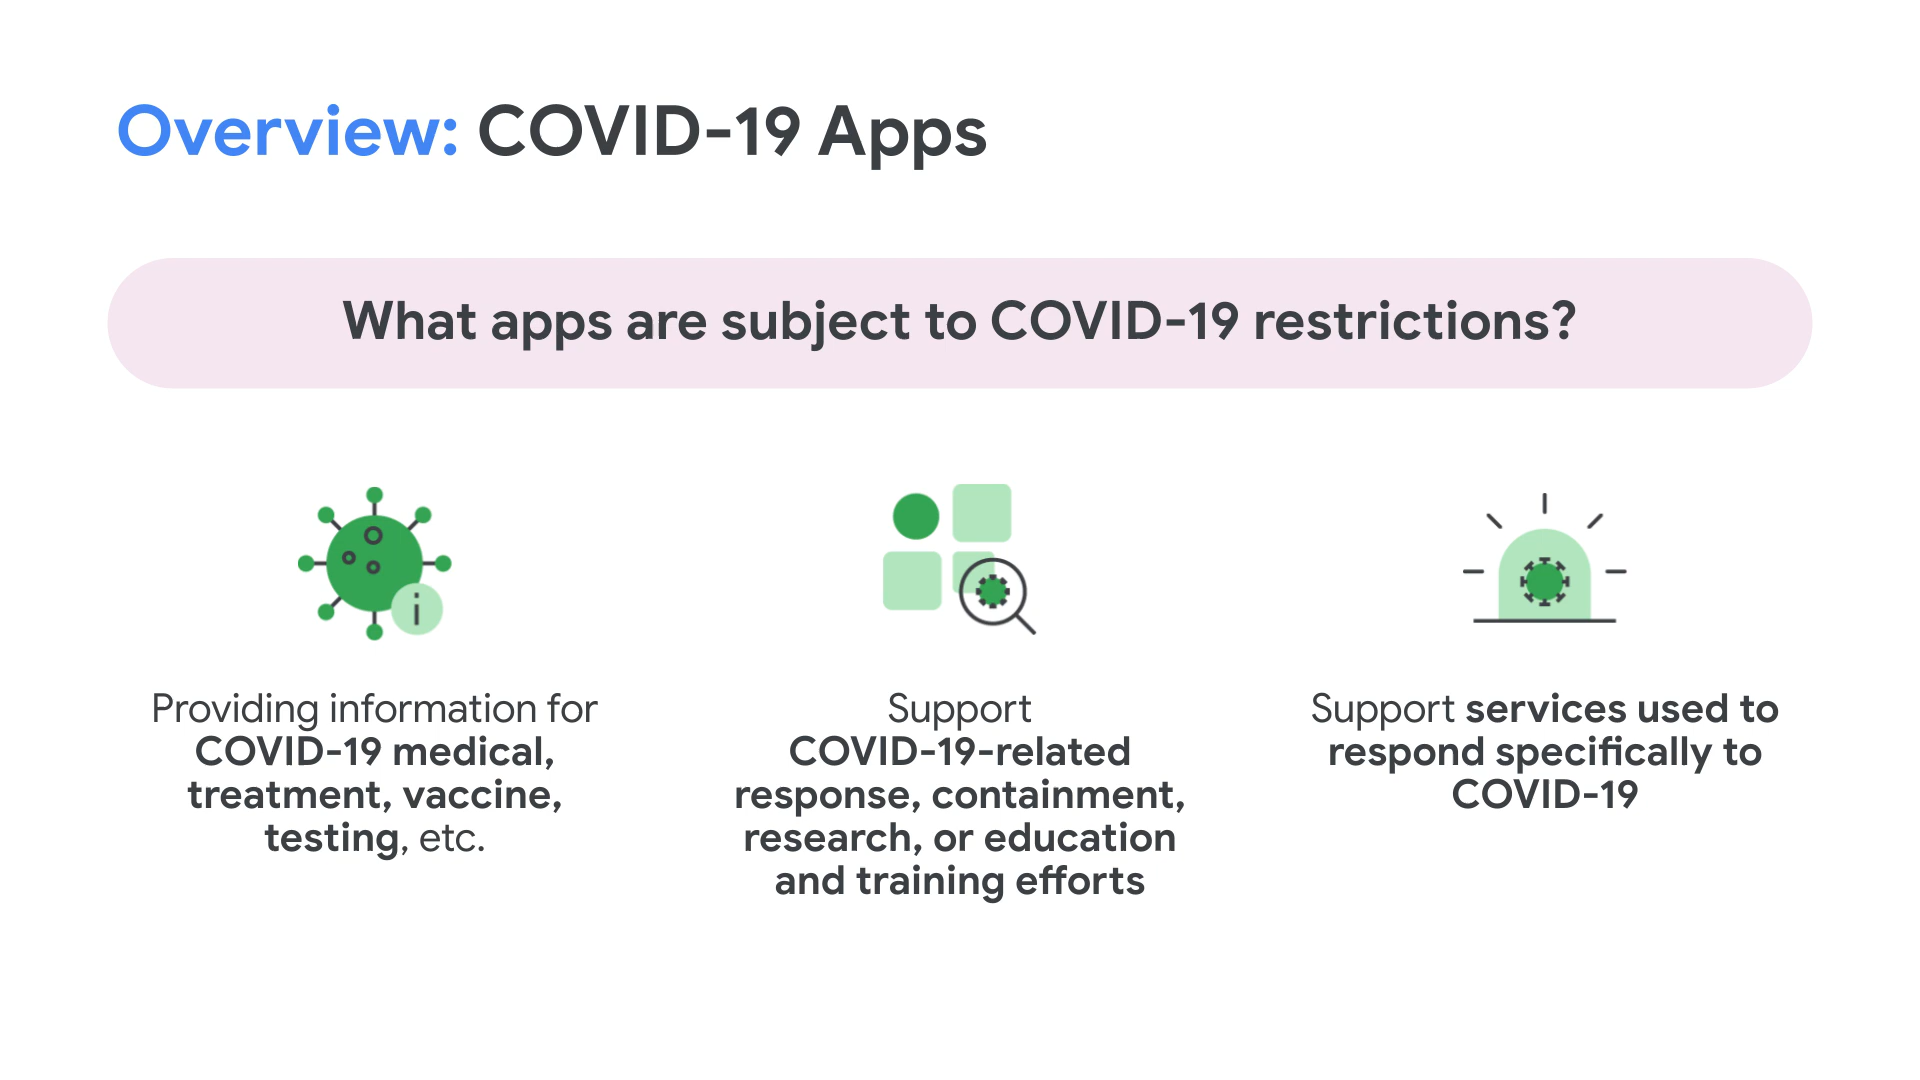 Overview: COVID-19 Apps
What apps are subject to COVID-19 restrictions?
i
Providing information for
COVID-19 medical,
treatment, vaccine,
testing, etc.
Support
COVID-19-related
response, containment,
research, or education
and training efforts
Support services used to
respond specifically to
COVID-19